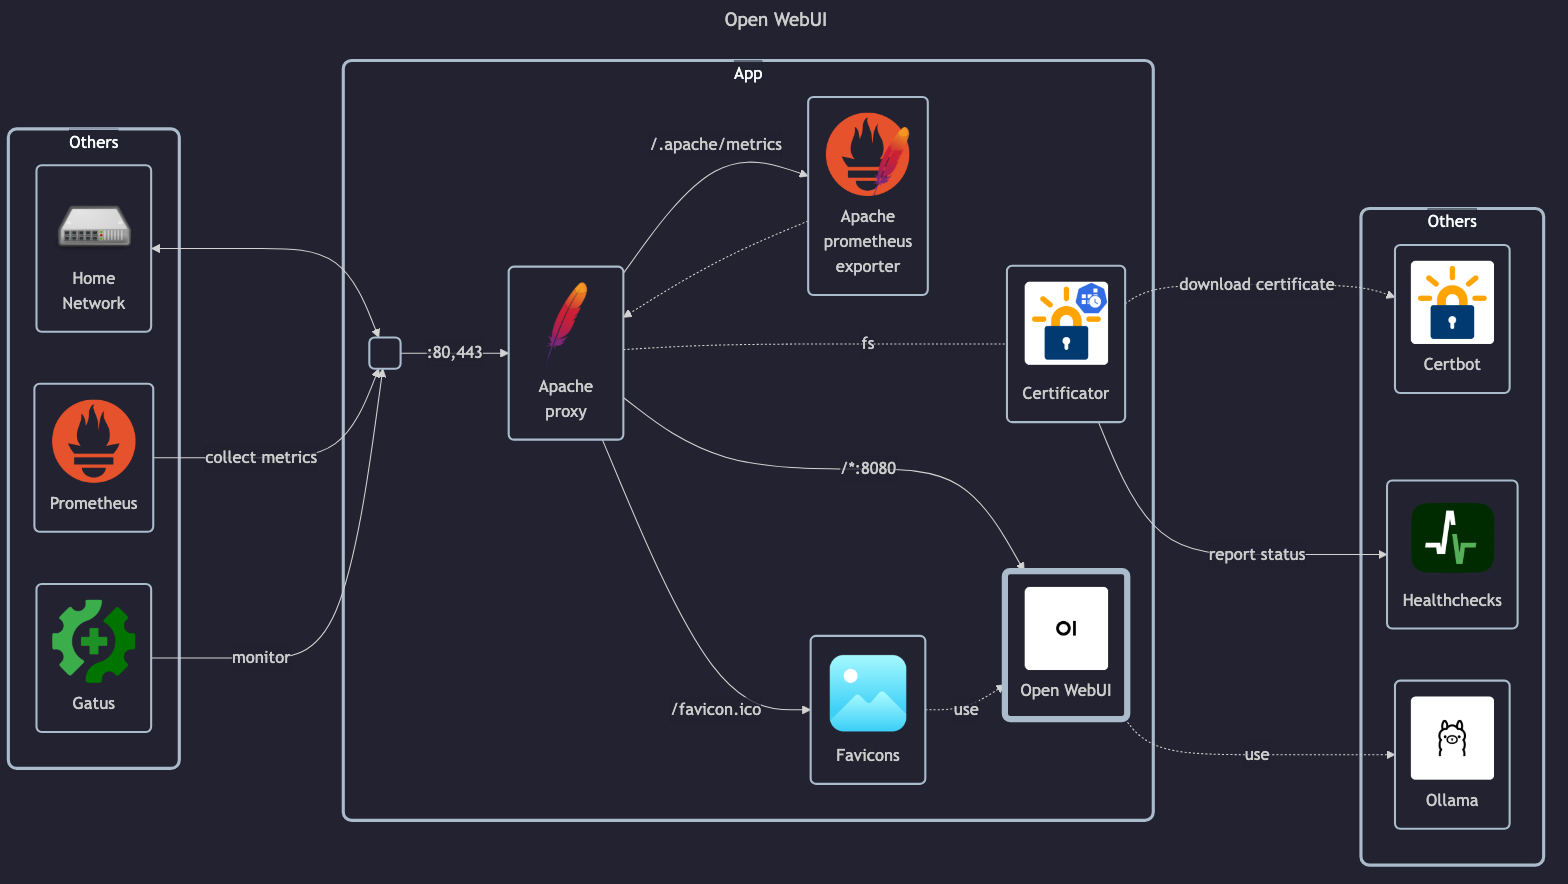 Open WebUI
App
Others
Home
Network
Prometheus
Gatus
collect metrics
monitor
:80,443
Apache
proxy
/.apache/metrics
Apache
prometheus
exporter
fs
Certificator
/*:8080
OI
Open WebUI
/favicon.ico
Favicons
use
download certificate
report status
use
Others
Certbot
Healthchecks
Ollama